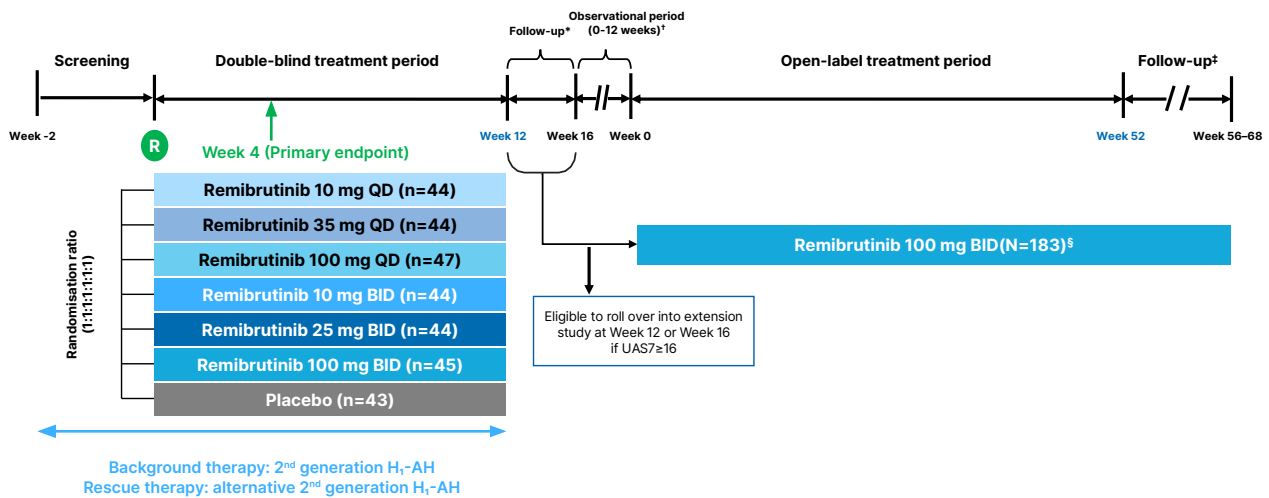 Observational period
(0-12 weeks)†
Follow-up*
Screening
Double-blind treatment period
Open-label treatment period
Follow-up‡
Week -2
R
Week 4 (Primary endpoint)
Week 12
Week 16
Week 0
Week 52
Week 56–68
Randomisation ratio
(1:1:1:1:1:1:1)
Remibrutinib 10 mg QD (n=44)
Remibrutinib 35 mg QD (n=44)
Remibrutinib 100 mg QD (n=47)
Remibrutinib 10 mg BID (n=44)
Remibrutinib 25 mg BID (n=44)
Remibrutinib 100 mg BID (n=45)
Placebo (n=43)
Remibrutinib 100 mg BID(N=183)§
Eligible to roll over into extension
study at Week 12 or Week 16
if UAS7≥16
Background therapy: 2nd generation H₁-AH
Rescue therapy: alternative 2nd generation H₁-AH